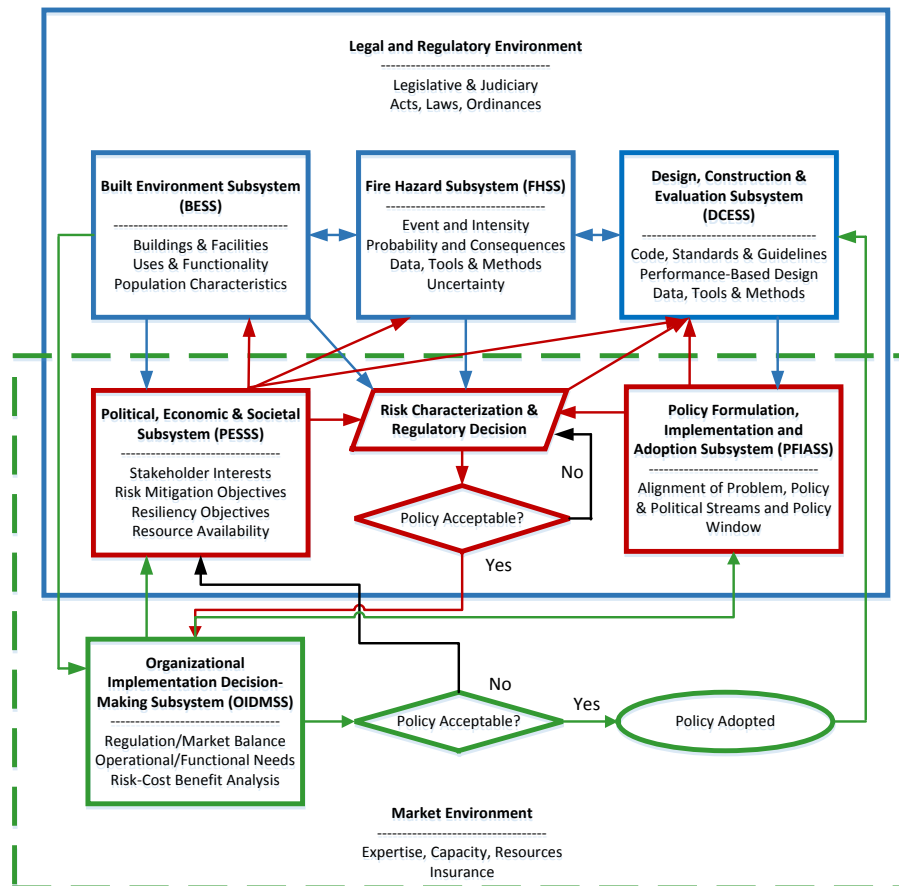 Legal and Regulatory Environment
--------------------------------
Legislative & Judiciary
Acts, Laws, Ordinances
Built Environment Subsystem
(BESS)
--------------------------------
Buildings & Facilities
Uses & Functionality
Population Characteristics
Fire Hazard Subsystem (FHSS)
--------------------------------
Event and Intensity
Probability and Consequences
Data, Tools & Methods
Uncertainty
Design, Construction &
Evaluation Subsystem
(DCESS)
--------------------------------
Code, Standards & Guidelines
Performance-Based Design
Data, Tools & Methods
Political, Economic & Societal
Subsystem (PESSS)
--------------------------------
Stakeholder Interests
Risk Mitigation Objectives
Resiliency Objectives
Resource Availability
Risk Characterization &
Regulatory Decision
No
Policy Acceptable?
Yes
Policy Formulation,
Implementation and
Adoption Subsystem (PFIASS)
--------------------------------
Alignment of Problem, Policy
& Political Streams and Policy
Window
Organizational
Implementation Decision-
Making Subsystem (OIDMSS)
--------------------------------
Regulation/Market Balance
Operational/Functional Needs
Risk-Cost Benefit Analysis
No
Policy Acceptable?
Yes
Policy Adopted
Market Environment
--------------------------------
Expertise, Capacity, Resources
Insurance